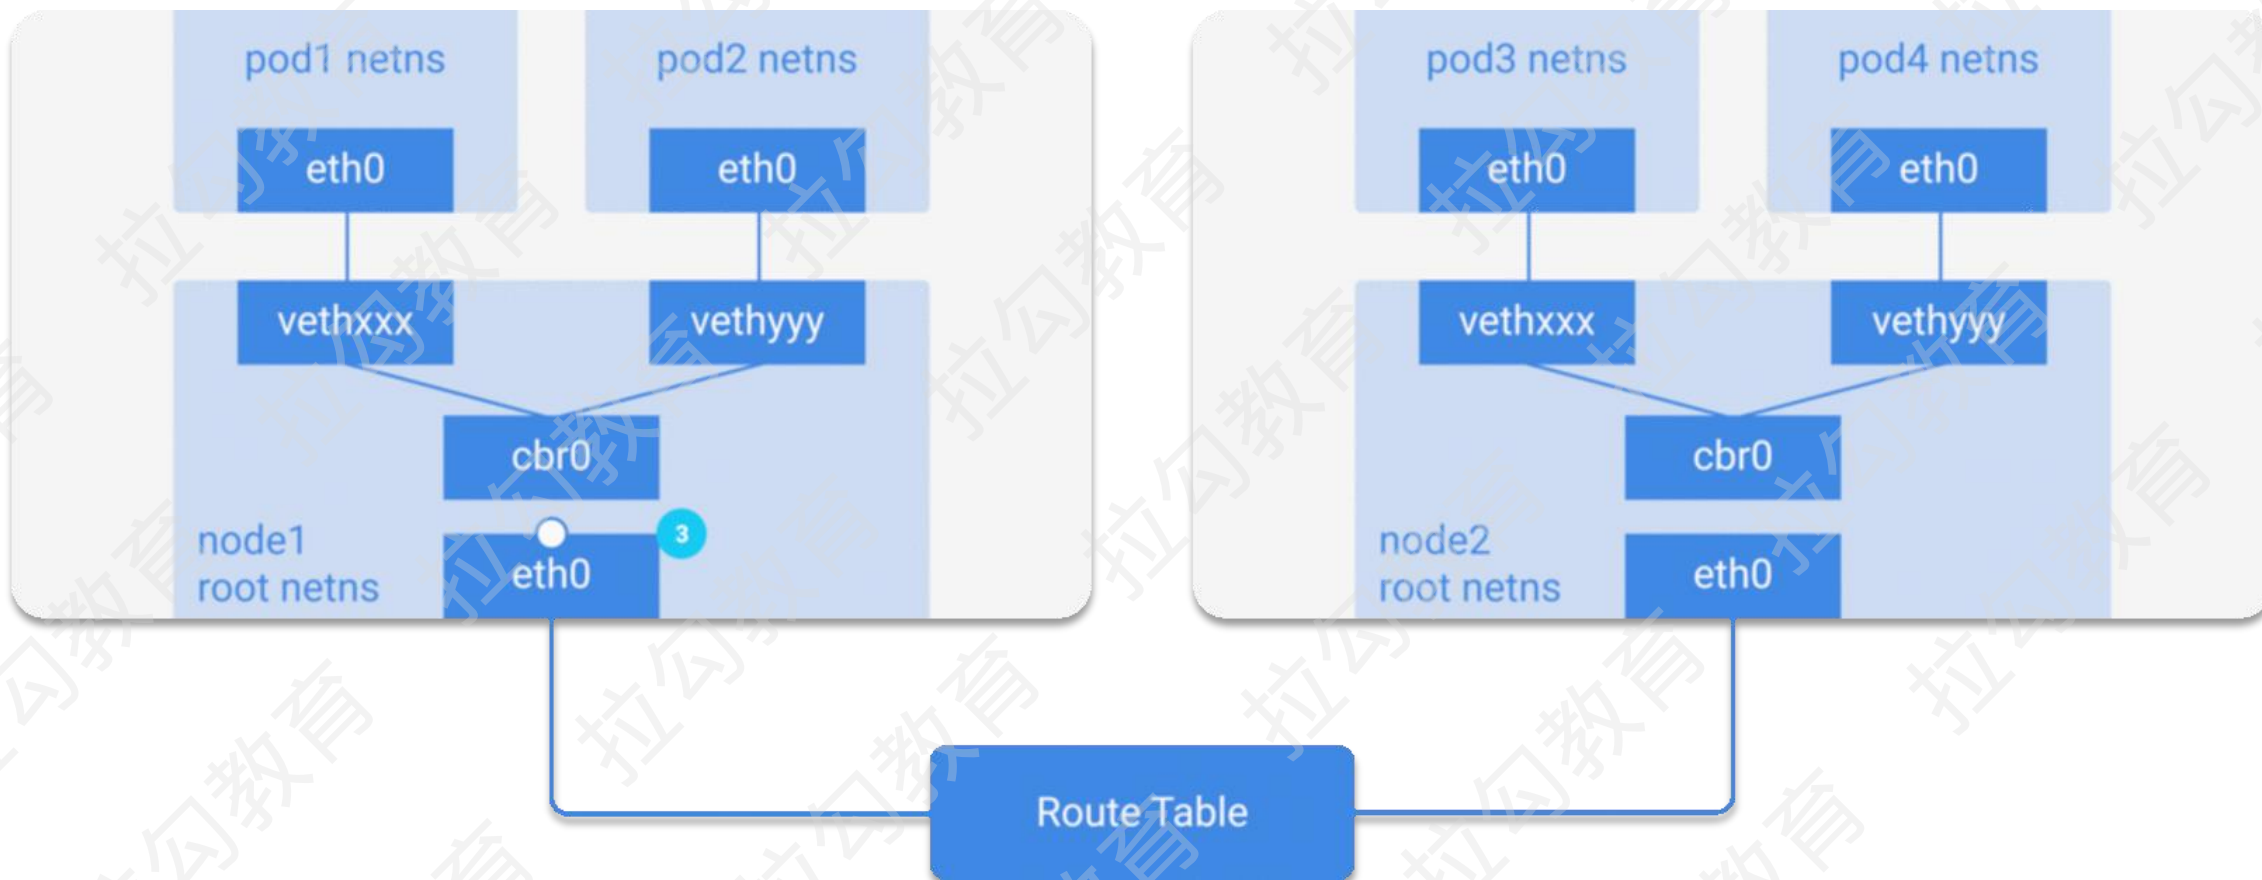 pod1 netns
pod2 netns
eth0
eth0
vethxxx
vethyyy
cbr0
node1
root netns
3
eth0
pod3 netns
pod4 netns
eth0
eth0
vethxxx
vethyyy
cbr0
node2
root netns
eth0
Route Table
拉勾教育